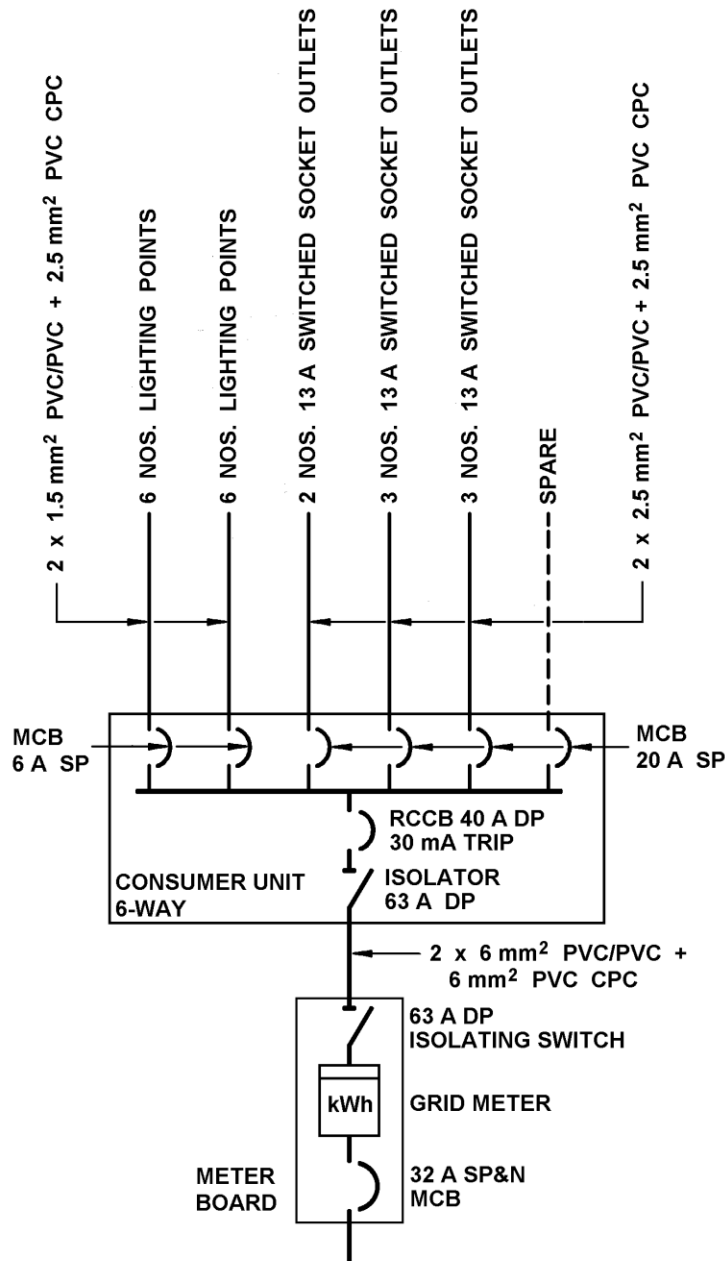 2 x 1.5 mm² PVC/PVC + 2.5 mm² PVC CPC
6 NOS. LIGHTING POINTS
6 NOS. LIGHTING POINTS
2 NOS. 13 A SWITCHED SOCKET OUTLETS
3 NOS. 13 A SWITCHED SOCKET OUTLETS
3 NOS. 13 A SWITCHED SOCKET OUTLETS
SPARE
2 x 2.5 mm² PVC/PVC + 2.5 mm² PVC CPC
MCB
6 A SP
MCB
20 A SP
RCCB 40 A DP
30 mA TRIP
CONSUMER UNIT
6-WAY
ISOLATOR
63 A DP
2 x 6 mm² PVC/PVC +
6 mm² PVC CPC
63 A DP
ISOLATING SWITCH
kWh
GRID METER
METER
BOARD
32 A SP&N
MCB